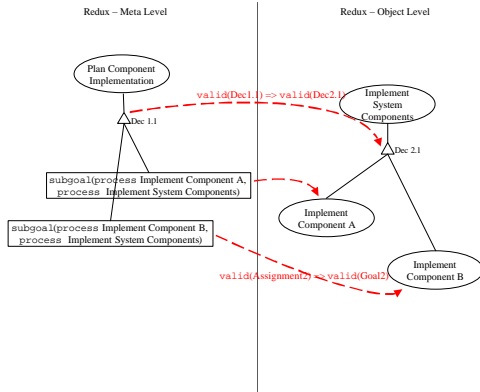 Redux – Meta Level
Redux – Object Level
Plan Component
Implementation
valid(Dec1.1) => valid(Dec2.1)
Implement
System
Components
Dec 1.1
Dec 2.1
subgoal(process Implement Component A,
process Implement System Components)
Implement
Component A
subgoal(process Implement Component B,
process Implement System Components)
Implement
Component B
valid(Assignment2) => valid(Goal2)